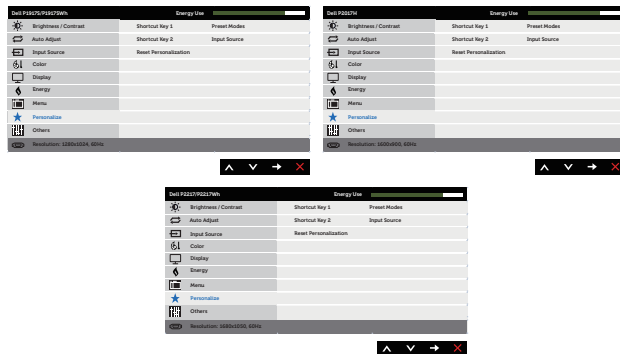 Dell P1917S/P1917SWh Energy Use
Brightness / Contrast Shortcut Key 1 Preset Modes
Auto Adjust Shortcut Key 2 Input Source
Input Source Reset Personalization
Color
Display
Energy
Menu
Personalize
Others
Resolution: 1280x1024, 60Hz
Dell P2017H Energy Use
Brightness / Contrast Shortcut Key 1 Preset Modes
Auto Adjust Shortcut Key 2 Input Source
Input Source Reset Personalization
Color
Display
Energy
Menu
Personalize
Others
Resolution: 1600x900, 60Hz
Dell P2217/P2217Wh Energy Use
Brightness / Contrast Shortcut Key 1 Preset Modes
Auto Adjust Shortcut Key 2 Input Source
Input Source Reset Personalization
Color
Display
Energy
Menu
Personalize
Others
Resolution: 1680x1050, 60Hz